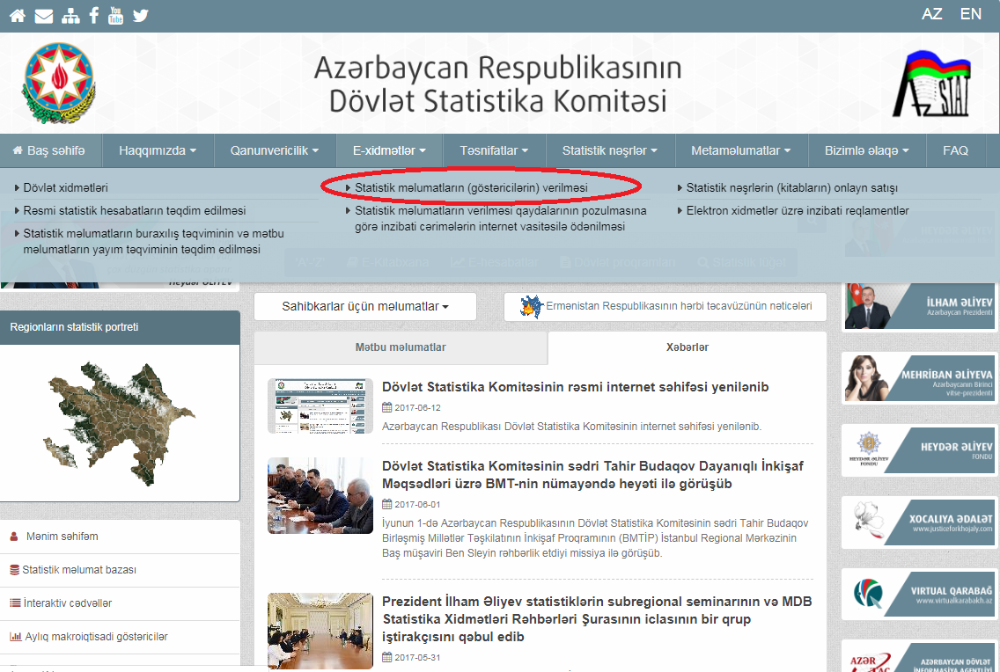 AZ EN
Azərbaycan Respublikasının
Dövlət Statistika Komitəsi
AZ STAT
Baş səhifə Haqqımızda Qanunvericilik E-xidmətlər Təsnifatlar Statistik nəşrlər Metaməlumatlar Bizimlə əlaqə FAQ
Dövlət xidmətləri
Rəsmi statistik hesabatların təqdim edilməsi
Statistik məlumatların buraxılış təqviminin və mətbu
məlumatların yayım təqviminin təqdim edilməsi
Statistik məlumatların (göstəricilərin) verilməsi
Statistik məlumatların verilməsi qaydalarının pozulmasına
görə inzibati cərimələrin internet vasitəsilə ödənilməsi
Statistik nəşrlərin (kitabların) onlayn satışı
Elektron xidmətlər üzrə inzibati reqlamentlər
HEYDƏR ƏLİYEV
E-Kitabxana E-hesabatlar Dövlət proqramları Statistik lüğət
Heydər ƏLİYEV
Sahibkarlar üçün məlumatlar
Ermənistan Respublikasının hərbi təcavüzünün nəticələri
Regionların statistik portreti
Mənim səhifəm
Statistik məlumat bazası
İnteraktiv cədvəllər
Aylıq makroiqtisadi göstəricilər
Mətbu məlumatlar Xəbərlər
Dövlət Statistika Komitəsinin rəsmi internet səhifəsi yenilənib
2017-06-12
Azərbaycan Respublikası Dövlət Statistika Komitəsinin internet səhifəsi yenilənib.
Dövlət Statistika Komitəsinin sədri Tahir Budaqov Dayanıqlı İnkişaf
Məqsədləri üzrə BMT-nin nümayəndə heyəti ilə görüşüb
2017-06-01
İyunun 1-də Azərbaycan Respublikasının Dövlət Statistika Komitəsinin sədri Tahir Budaqov
Birləşmiş Millətlər Təşkilatının İnkişaf Proqramının (BMTİP) İstanbul Regional Mərkəzinin
Baş müşaviri Ben Sleyin rəhbərlik etdiyi missiya ilə görüşüb.
Prezident İlham Əliyev statistiklərin subregional seminarının və MDB
Statistika Xidmətləri Rəhbərləri Şurasının iclasının bir qrup
iştirakçısını qəbul edib
2017-05-31
İLHAM ƏLİYEV
Azərbaycan Prezidenti
MEHRİBAN ƏLİYEVA
Azərbaycanın Birinci
vitse-prezidenti
HEYDƏR ƏLİYEV
FONDU
HEYDƏR ƏLİYEV
FONDU
XOCALIYA ƏDALƏT
www.justiceforkhojaly.com
VIRTUAL QARABAĞ
www.virtualkarabakh.az
AZƏR
TAC
AZƏRBAYCAN DÖVLƏT
İNFORMASİYA AGENTLİYİ